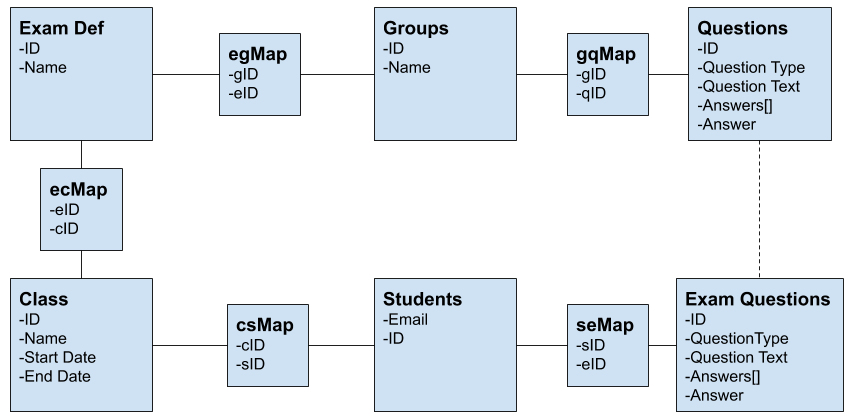 Exam Def
-ID
-Name
egMap
-gID
-eID
Groups
-ID
-Name
gqMap
-gID
-qID
Questions
-ID
-Question Type
-Question Text
-Answers[]
-Answer
ecMap
-eID
-cID
Class
-ID
-Name
-Start Date
-End Date
csMap
-cID
-sID
Students
-Email
-ID
seMap
-sID
-eID
Exam Questions
-ID
-QuestionType
-Question Text
-Answers[]
-Answer